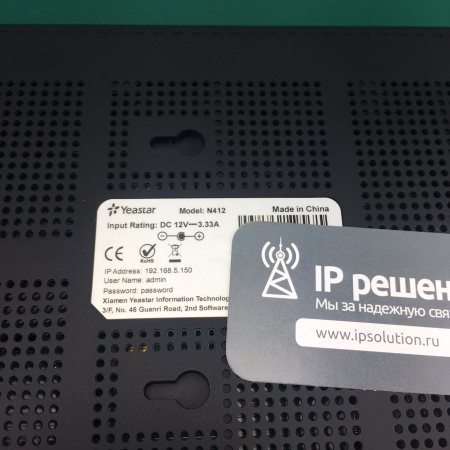 Yeastar Model: N412 Made in China
Input Rating: DC 12V 3.33A
CE RoHS
IP Address: 192.168.5.150
User Name: admin
Password: password
Xiamen Yeastar Information Technolog
3/F, No. 46 Guanri Road, 2nd Software
IP решен
Мы за надежную свя
www.ipsolution.ru